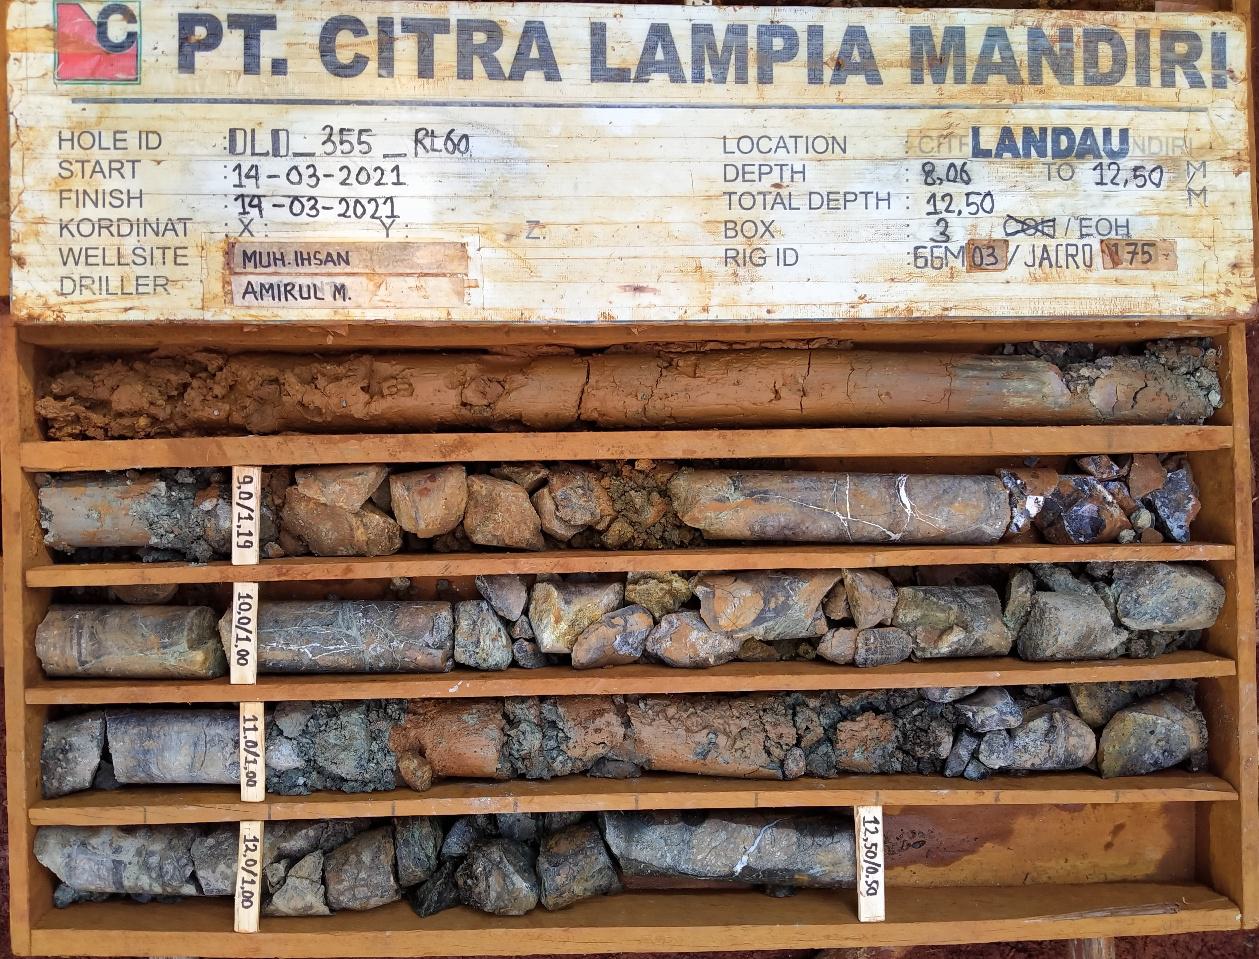 C PT. CITRA LAMPIA MANDIRI
HOLE ID : DLD_355_RL60
START : 14-03-2021
FINISH : 14-03-2021
KORDINAT : X : Y : Z.
WELLSITE MUH.IHSAN
DRILLER AMIRUL M.
LOCATION : LANDAU
DEPTH : 8,06 TO 12,50 M
TOTAL DEPTH : 12,50 M
BOX : 3 /EOH
RIG ID : GGM 03 / JACRO 175
9,0/1,19
10,0/1,00
11,0/1,00
12,0/1,00
12,50/0,50